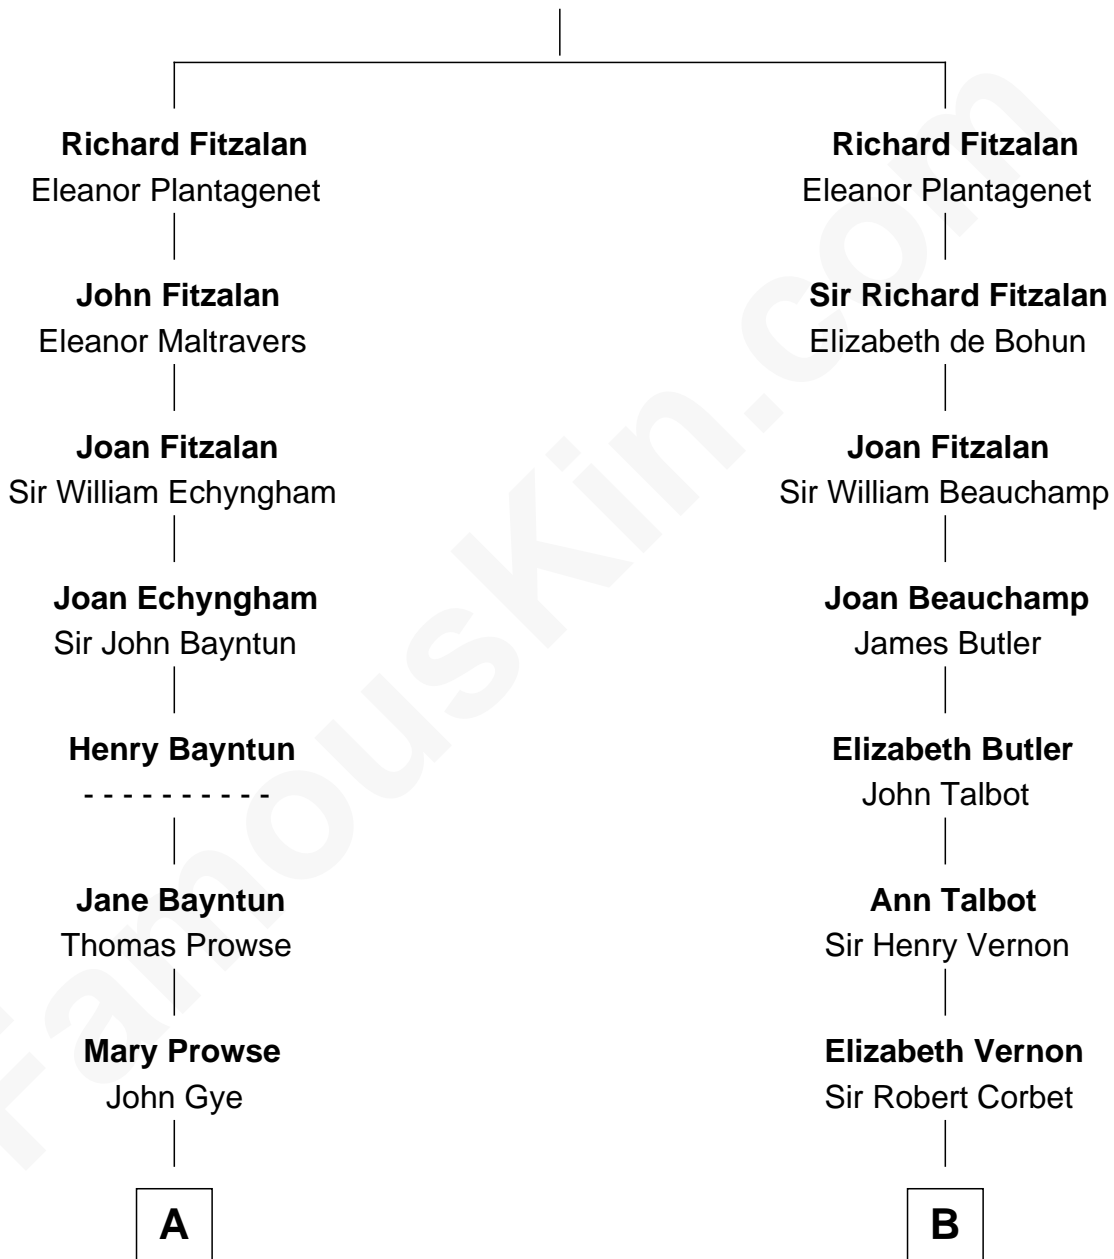 Richard Fitzalan
Eleanor Plantagenet
John Fitzalan
Eleanor Maltravers
Joan Fitzalan
Sir William Echyngham
Joan Echyngham
Sir John Bayntun
Henry Bayntun
- - - - - - - - - -
Jane Bayntun
Thomas Prowse
Mary Prowse
John Gye
A
Richard Fitzalan
Eleanor Plantagenet
Sir Richard Fitzalan
Elizabeth de Bohun
Joan Fitzalan
Sir William Beauchamp
Joan Beauchamp
James Butler
Elizabeth Butler
John Talbot
Ann Talbot
Sir Henry Vernon
Elizabeth Vernon
Sir Robert Corbet
B
FamousKin.com